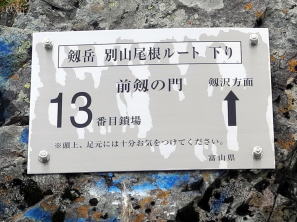 剱岳 別山尾根ルート 下り
前剱の門
剱沢方面
13番目鎖場
↑
※頭上、足元には十分お気をつけてください。
富山県